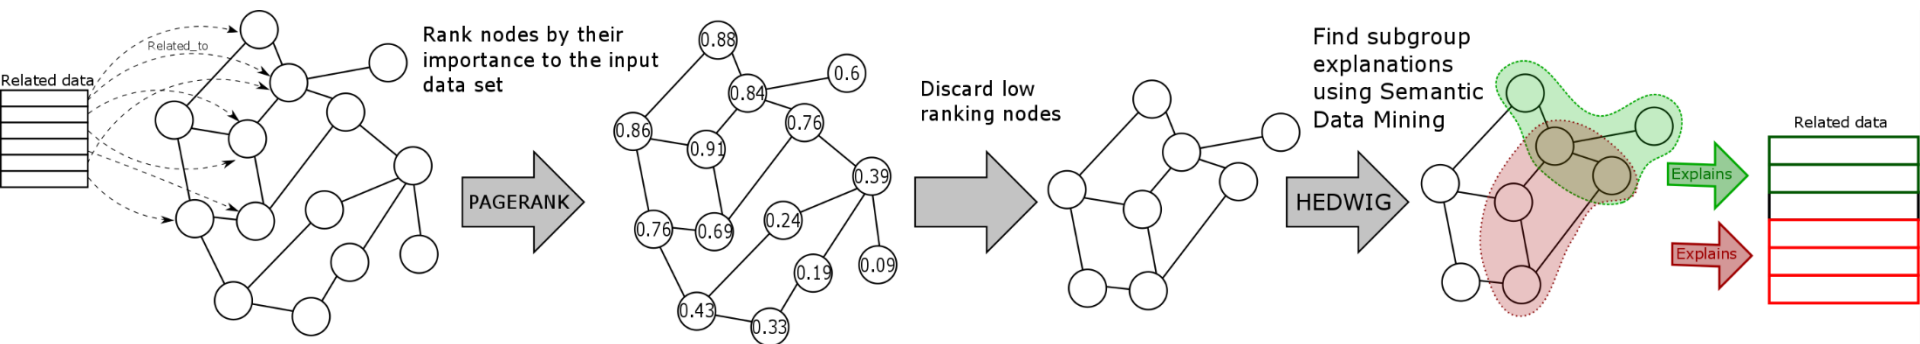 Related data
Related_to
Rank nodes by their
importance to the input
data set
PAGERANK
0.88
0.84
0.6
0.86
0.91
0.76
0.39
0.76
0.69
0.24
0.19
0.09
0.43
0.33
Discard low
ranking nodes
Find subgroup
explanations
using Semantic
Data Mining
HEDWIG
Explains
Explains
Related data